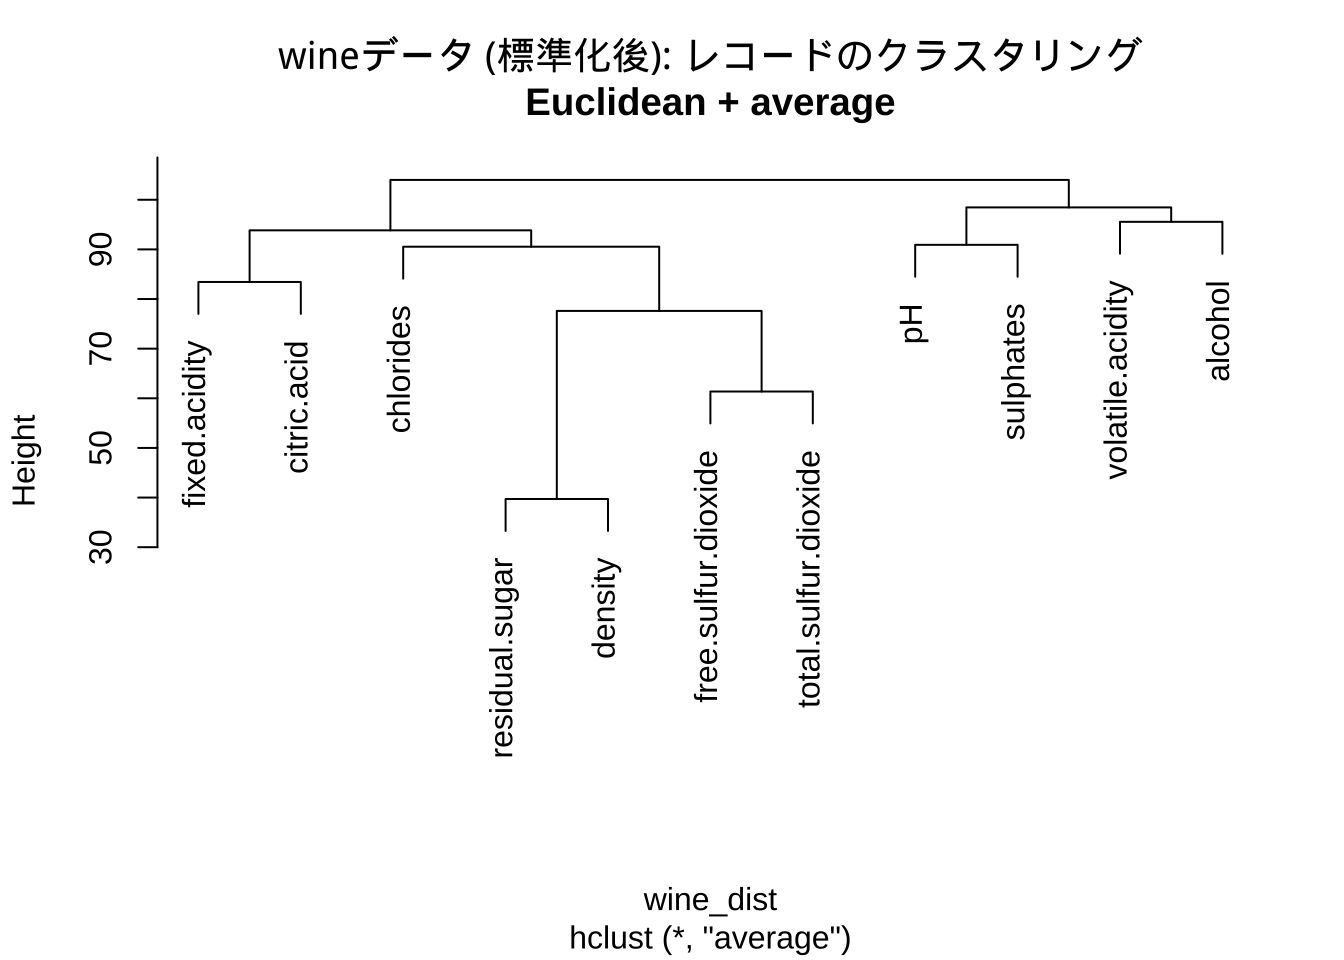 wineデータ (標準化後): レコードのクラスタリング
Euclidean + average
Height
90
70
50
30
fixed.acidity
citric.acid
chlorides
residual.sugar
density
free.sulfur.dioxide
total.sulfur.dioxide
pH
sulphates
volatile.acidity
alcohol
wine_dist
hclust (*, "average")